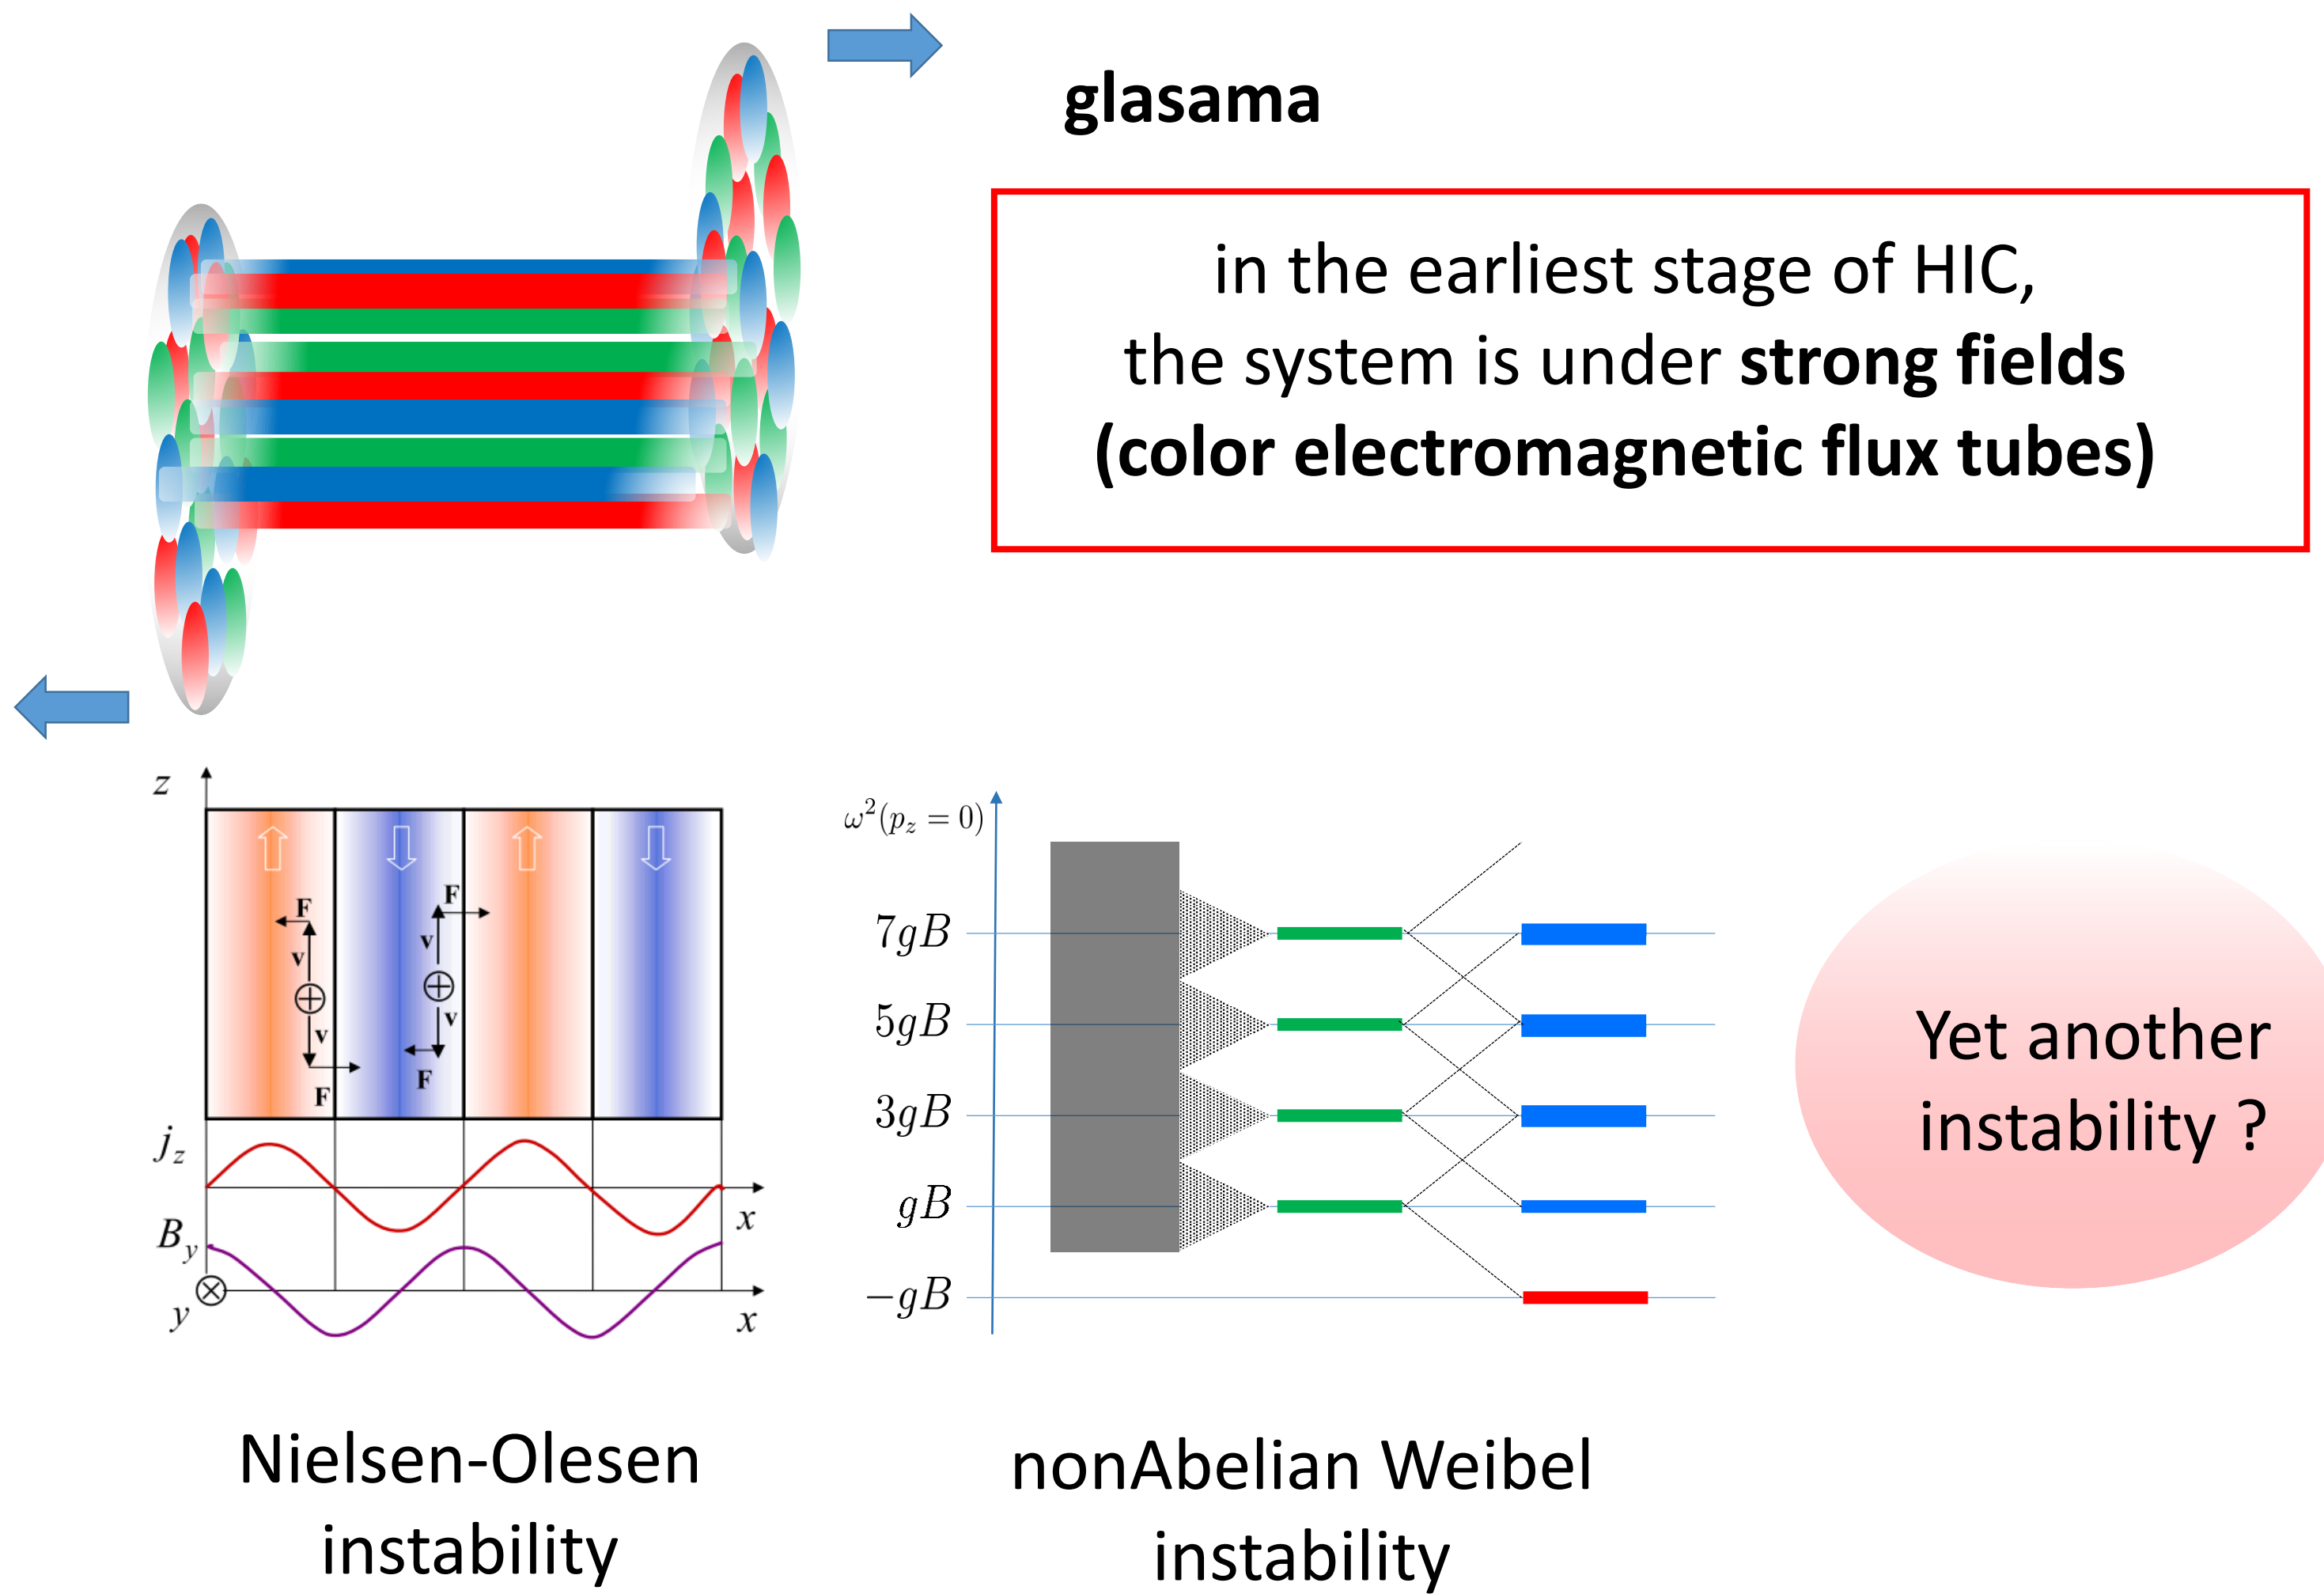 glasama
in the earliest stage of HIC,
the system is under strong fields
(color electromagnetic flux tubes)
z
F
v
v
F
F
v
v
F
j_z
x
B_y
y
x
ω²(p_z = 0)
7gB
5gB
3gB
gB
−gB
Yet another
instability ?
Nielsen-Olesen
instability
nonAbelian Weibel
instability